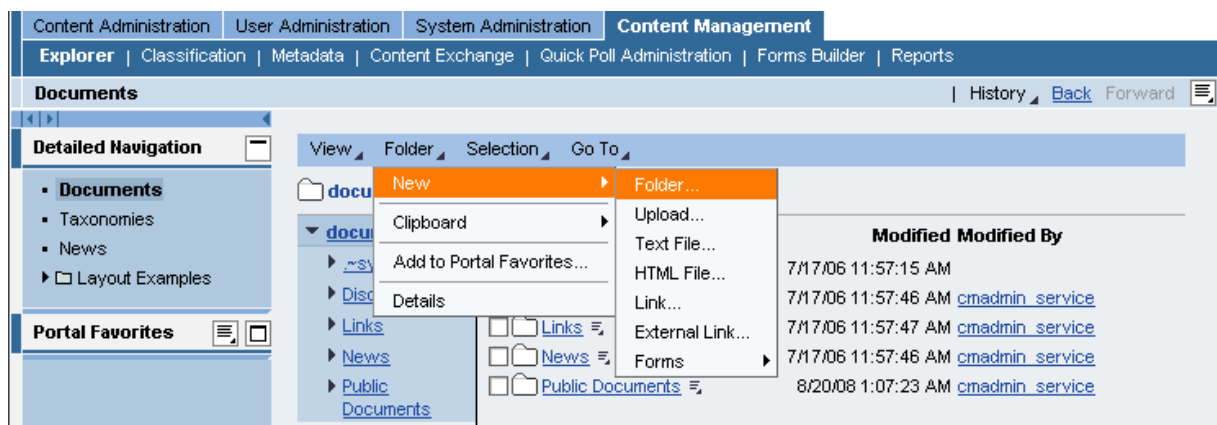 Content Administration User Administration System Administration Content Management
Explorer | Classification | Metadata | Content Exchange | Quick Poll Administration | Forms Builder | Reports
Documents | History Back Forward
Detailed Navigation
Documents
Taxonomies
News
Layout Examples
Portal Favorites
View Folder Selection Go To
New
Clipboard
Add to Portal Favorites...
Details
Folder...
Upload...
Text File...
HTML File...
Link...
External Link...
Forms
Links
News
Public
Documents
Modified Modified By
7/17/06 11:57:15 AM
7/17/06 11:57:46 AM cmadmin_service
Links 7/17/06 11:57:47 AM cmadmin_service
News 7/17/06 11:57:46 AM cmadmin_service
Public Documents 8/20/08 1:07:23 AM cmadmin_service